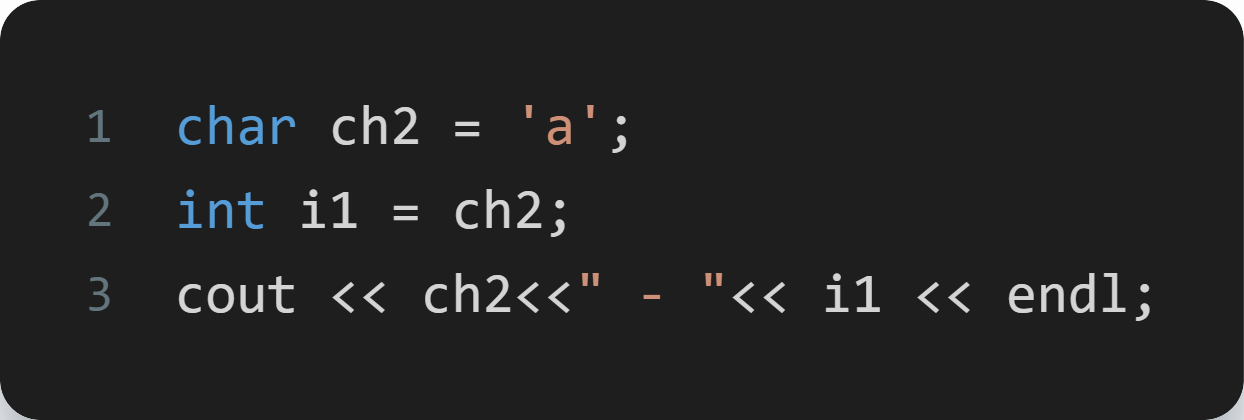 1 char ch2 = 'a';
2 int i1 = ch2;
3 cout << ch2<<" - "<< i1 << endl;